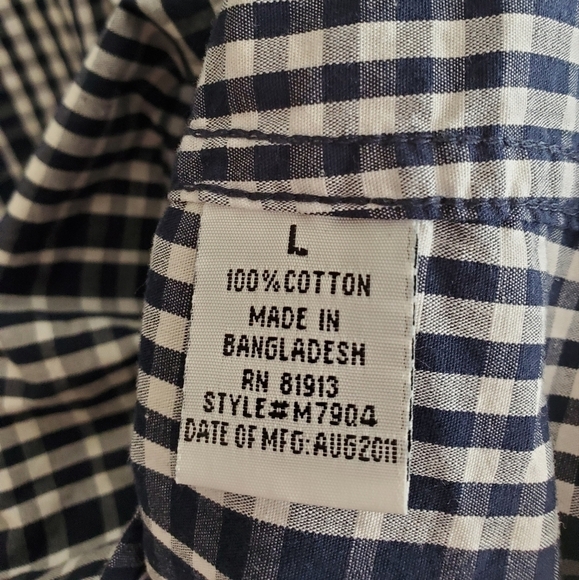 L
100% COTTON
MADE IN
BANGLADESH
RN 81913
STYLE#M7904
DATE OF MFG: AUG2011